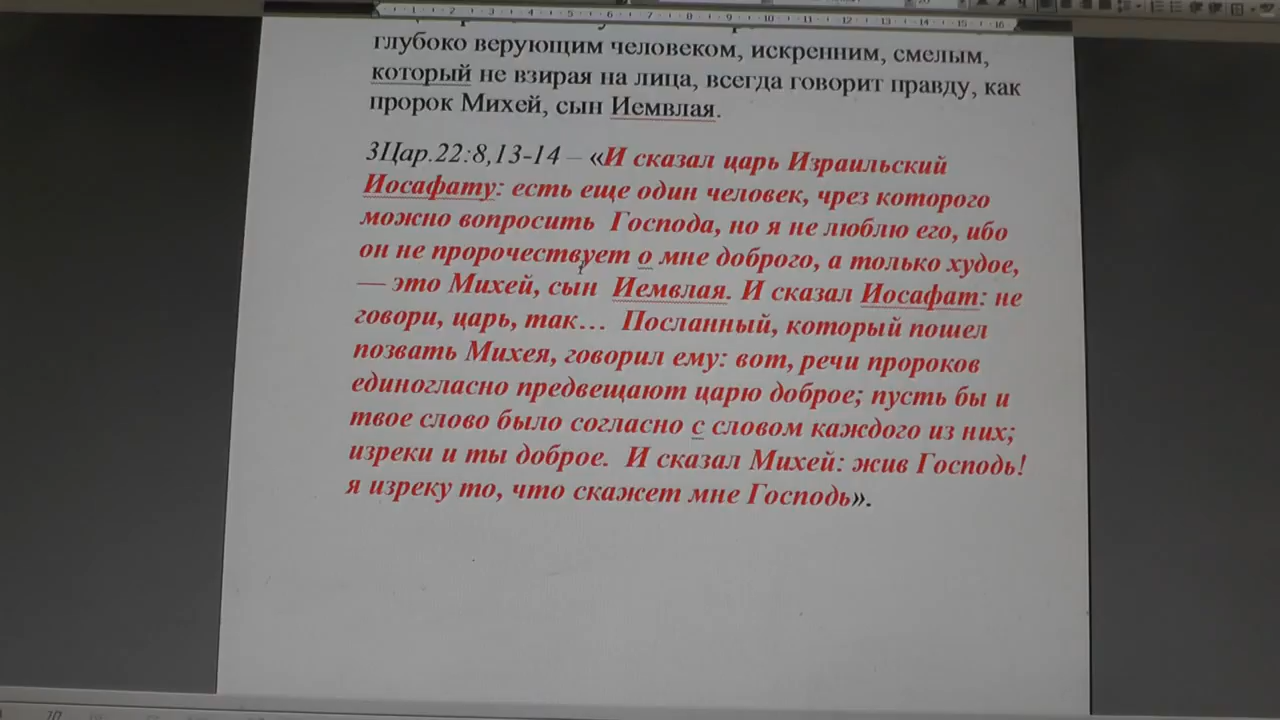 глубоко верующим человеком, искренним, смелым,
который не взирая на лица, всегда говорит правду, как
пророк Михей, сын Иемвлая.
3Цар.22:8,13-14 – «И сказал царь Израильский
Иосафату: есть еще один человек, чрез которого
можно вопросить Господа, но я не люблю его, ибо
он не пророчествует о мне доброго, а только худое,
— это Михей, сын Иемвлая. И сказал Иосафат: не
говори, царь, так… Посланный, который пошел
позвать Михея, говорил ему: вот, речи пророков
единогласно предвещают царю доброе; пусть бы и
твое слово было согласно с словом каждого из них;
изреки и ты доброе. И сказал Михей: жив Господь!
я изреку то, что скажет мне Господь».